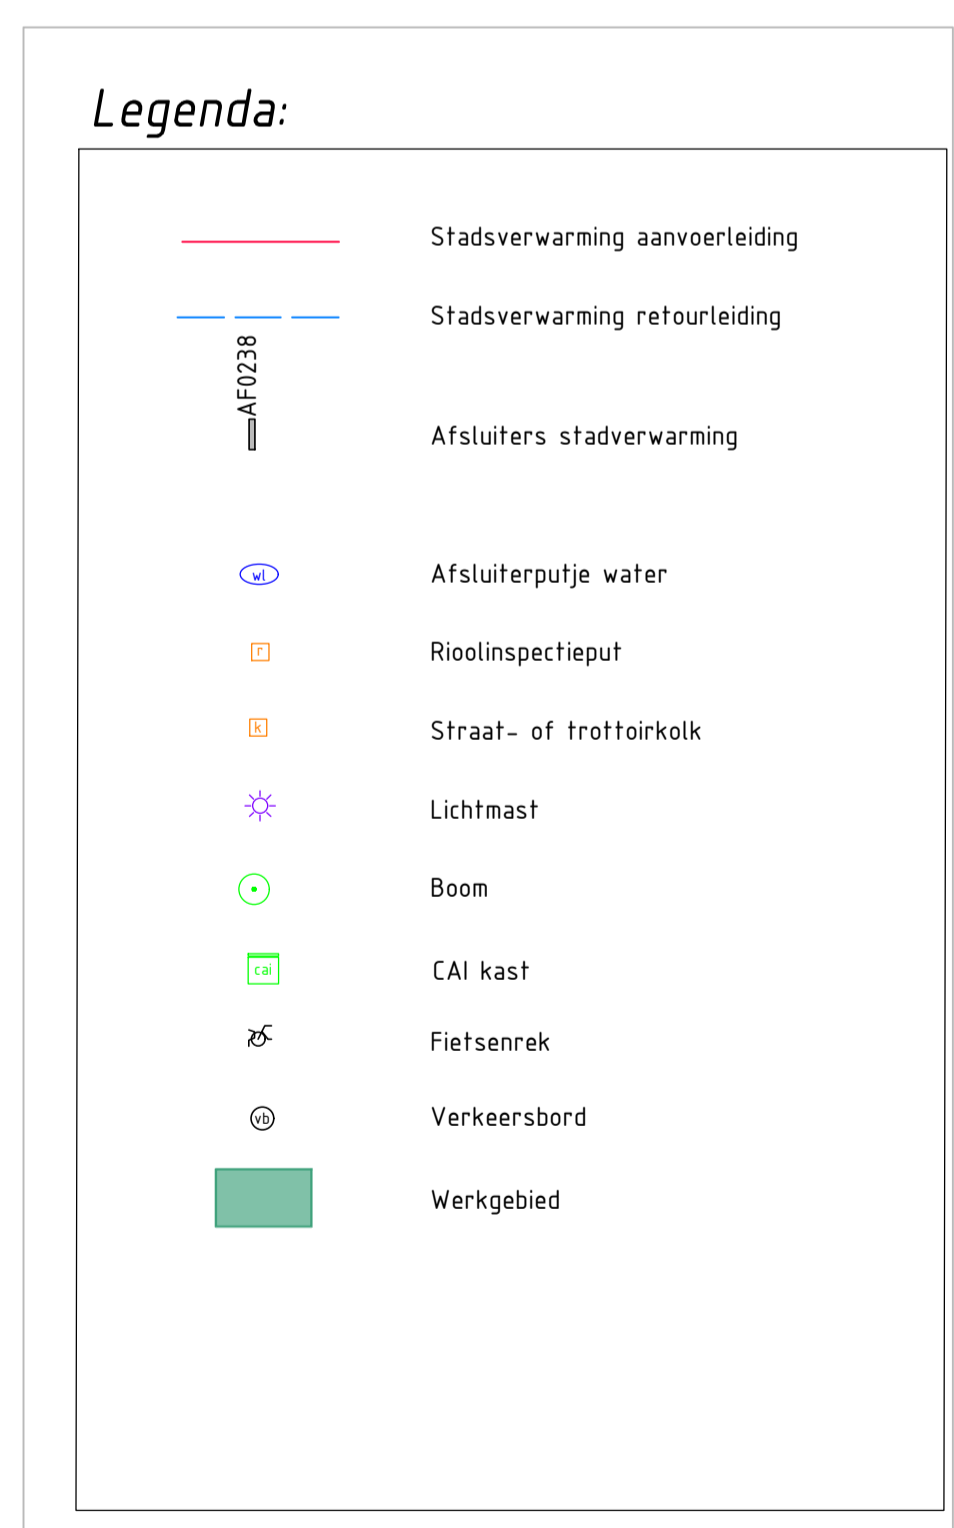 Legenda:
Stadsverwarming aanvoerleiding
Stadsverwarming retourleiding
AF0238
Afsluiters stadverwarming
wl Afsluiterputje water
r Rioolinspectieput
k Straat- of trottoirkolk
Lichtmast
Boom
cai CAI kast
Fietsenrek
vb Verkeersbord
Werkgebied